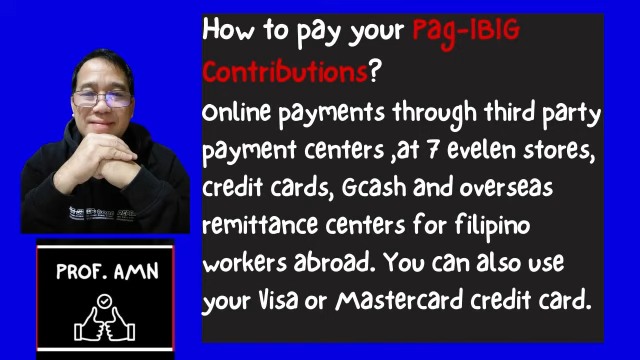 How to pay your Pag-IBIG
Contributions?
Online payments through third party
payment centers ,at 7 evelen stores,
credit cards, Gcash and overseas
remittance centers for filipino
workers abroad. You can also use
your Visa or Mastercard credit card.
PROF. AMN